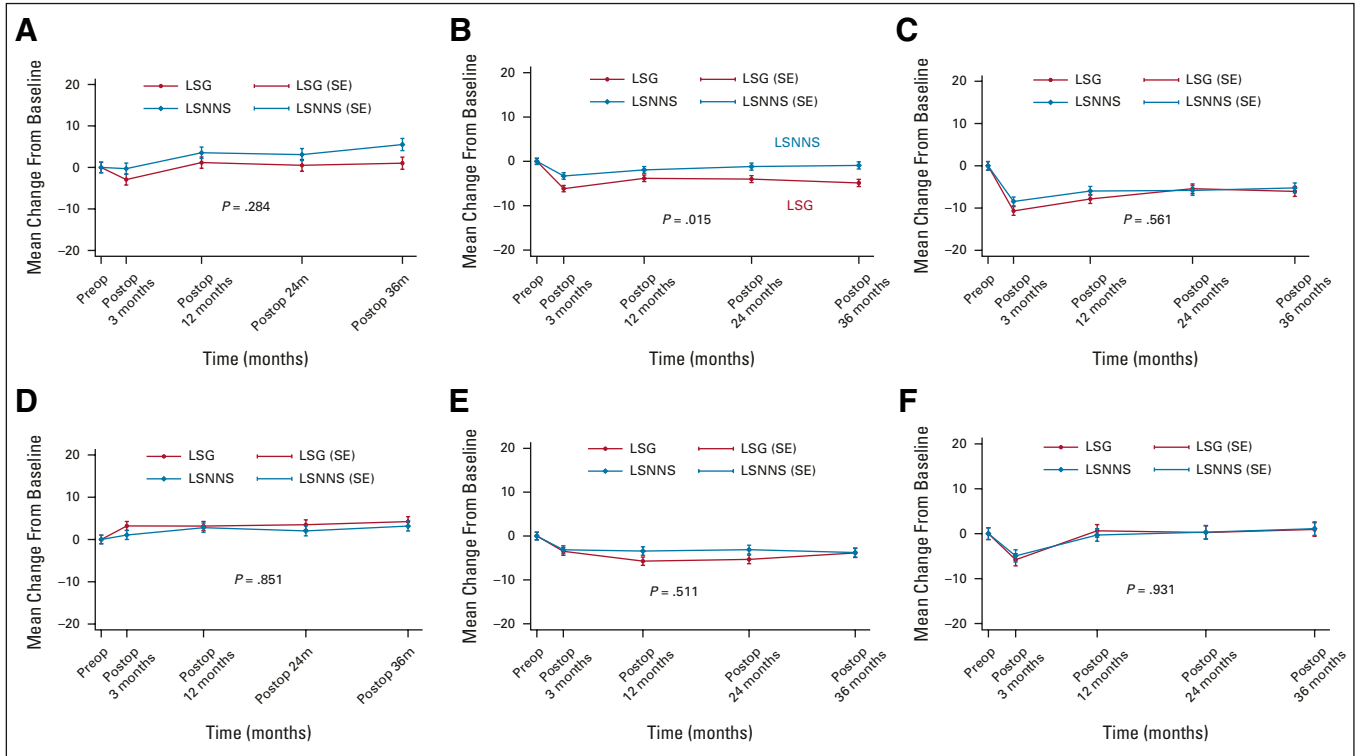 A
Mean Change From Baseline
20
10
0
–10
–20
LSG
LSNNS
LSG (SE)
LSNNS (SE)
P = .284
Preop
Postop
3 months
Postop
12 months
Postop 24m
Postop 36m
Time (months)
B
Mean Change From Baseline
20
10
0
–10
–20
LSG
LSNNS
LSG (SE)
LSNNS (SE)
LSNNS
LSG
P = .015
Preop
Postop
3 months
Postop
12 months
Postop
24 months
Postop
36 months
Time (months)
C
Mean Change From Baseline
20
10
0
–10
–20
LSG
LSNNS
LSG (SE)
LSNNS (SE)
P = .561
Preop
Postop
3 months
Postop
12 months
Postop
24 months
Postop
36 months
Time (months)
D
Mean Change From Baseline
20
10
0
–10
–20
LSG
LSNNS
LSG (SE)
LSNNS (SE)
P = .851
Preop
Postop
3 months
Postop
12 months
Postop 24m
Postop 36m
Time (months)
E
Mean Change From Baseline
20
10
0
–10
–20
LSG
LSNNS
LSG (SE)
LSNNS (SE)
P = .511
Preop
Postop
3 months
Postop
12 months
Postop
24 months
Postop
36 months
Time (months)
F
Mean Change From Baseline
20
10
0
–10
–20
LSG
LSNNS
LSG (SE)
LSNNS (SE)
P = .931
Preop
Postop
3 months
Postop
12 months
Postop
24 months
Postop
36 months
Time (months)